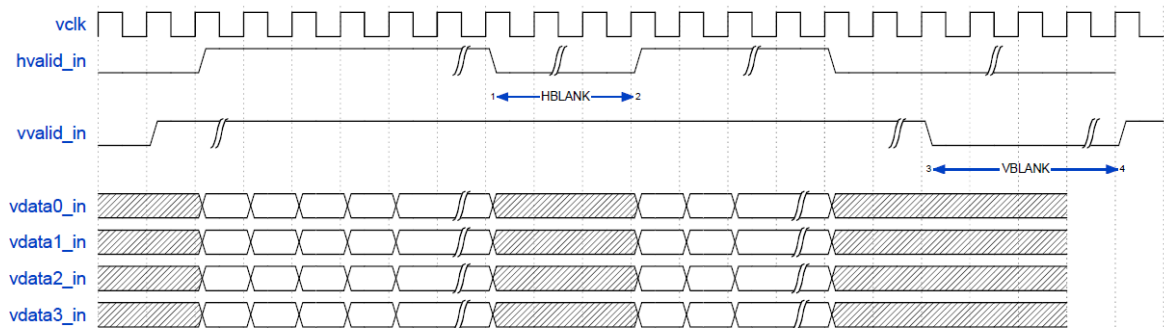 vclk
hvalid_in
1 HBLANK 2
vvalid_in
3 VBLANK 4
vdata0_in
vdata1_in
vdata2_in
vdata3_in